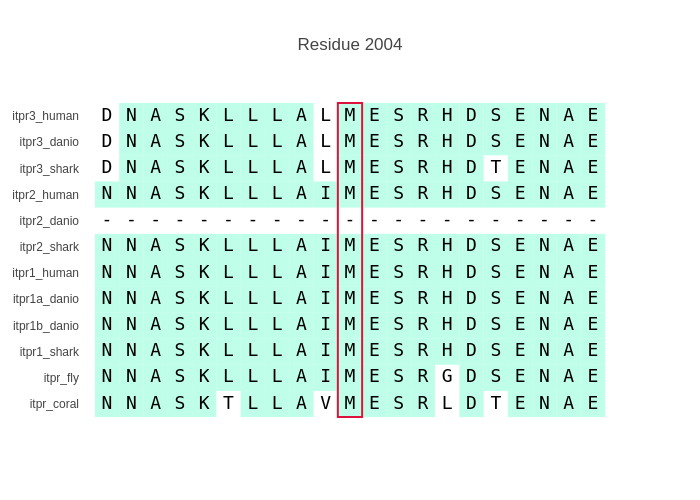 Residue 2004
itpr3_human D N A S K L L L A L M E S R H D S E N A E
itpr3_danio D N A S K L L L A L M E S R H D S E N A E
itpr3_shark D N A S K L L L A L M E S R H D T E N A E
itpr2_human N N A S K L L L A I M E S R H D S E N A E
itpr2_danio - - - - - - - - - - - - - - - - - - - - -
itpr2_shark N N A S K L L L A I M E S R H D S E N A E
itpr1_human N N A S K L L L A I M E S R H D S E N A E
itpr1a_danio N N A S K L L L A I M E S R H D S E N A E
itpr1b_danio N N A S K L L L A I M E S R H D S E N A E
itpr1_shark N N A S K L L L A I M E S R H D S E N A E
itpr_fly N N A S K L L L A I M E S R G D S E N A E
itpr_coral N N A S K T L L A V M E S R L D T E N A E